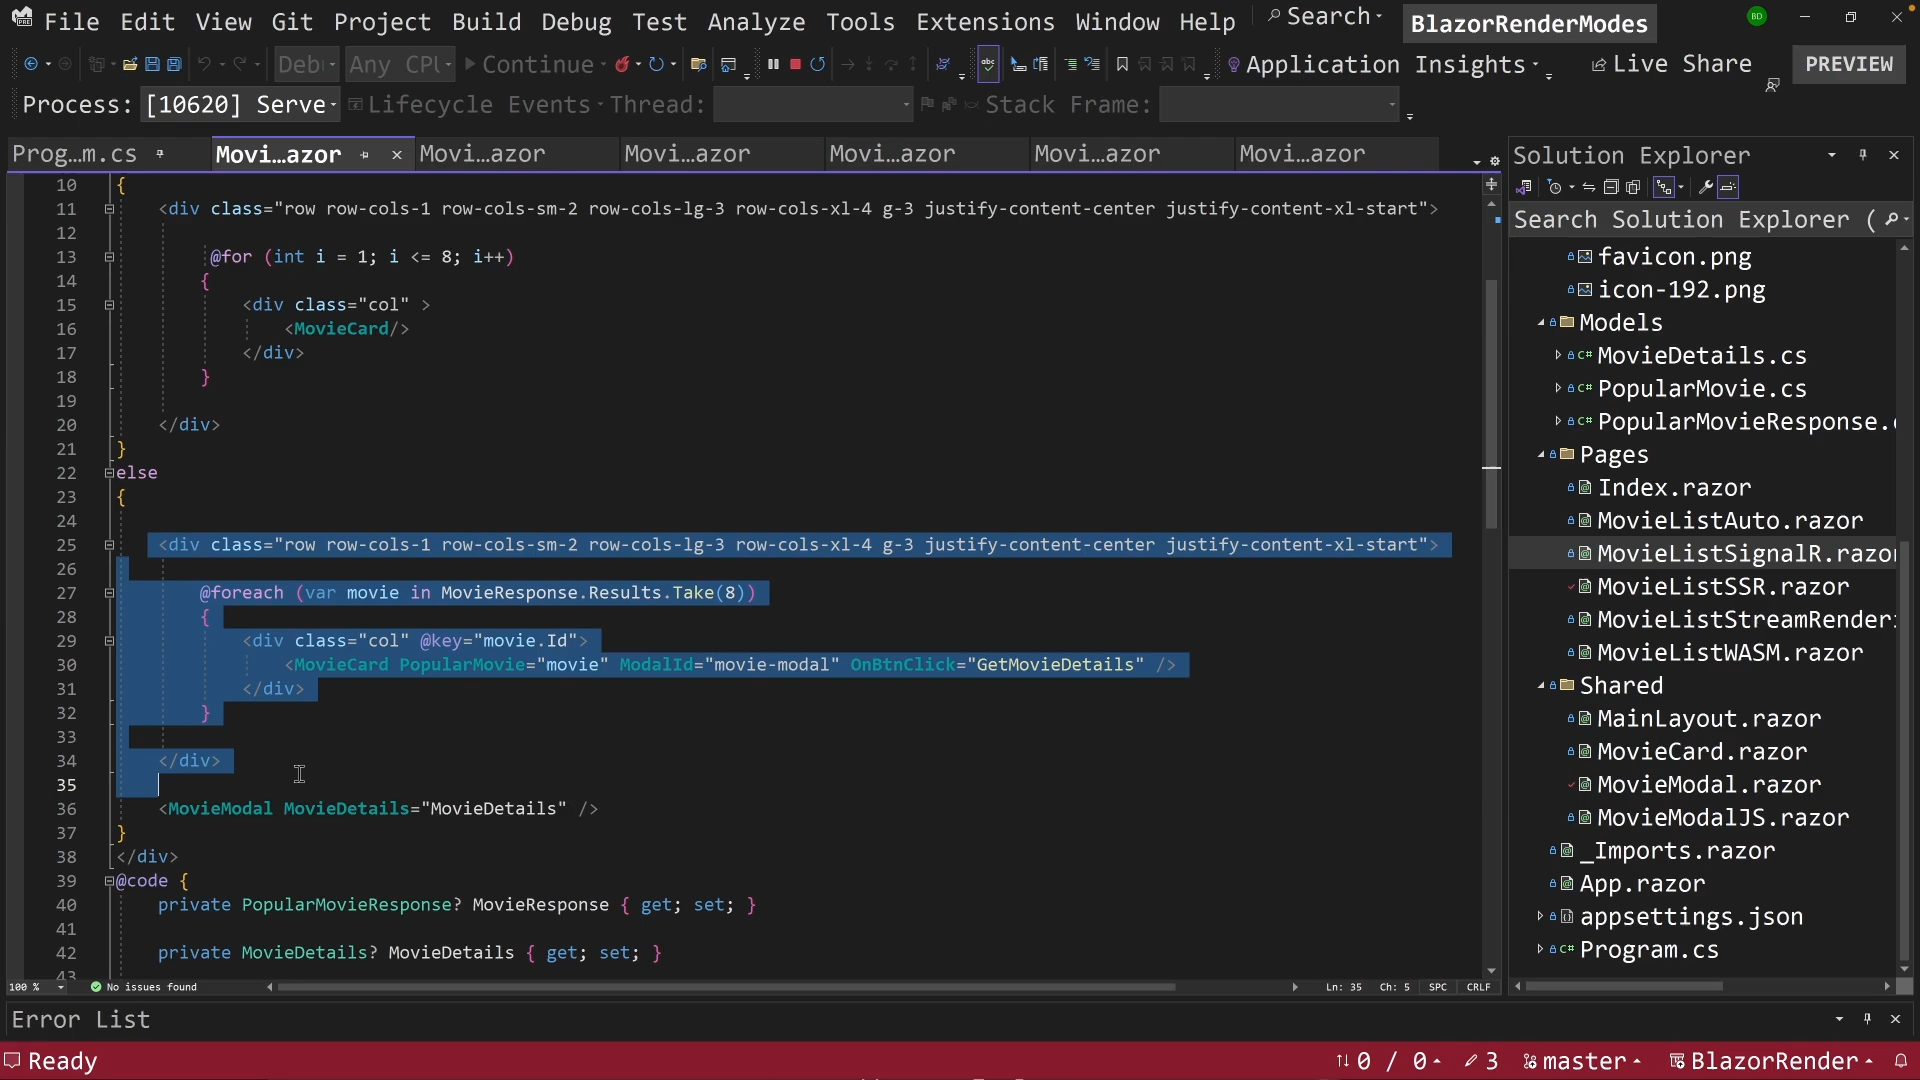 File Edit View Git Project Build Debug Test Analyze Tools Extensions Window Help Search BlazorRenderModes BD
Deb Any CPU Continue Application Insights Live Share PREVIEW
Process: [10620] Serve Lifecycle Events Thread: Stack Frame:
Prog…m.cs Movi…azor Movi…azor Movi…azor Movi…azor Movi…azor Movi…azor
10 {
11 <div class="row row-cols-1 row-cols-sm-2 row-cols-lg-3 row-cols-xl-4 g-3 justify-content-center justify-content-xl-start">
12
13 @for (int i = 1; i <= 8; i++)
14 {
15 <div class="col" >
16 <MovieCard/>
17 </div>
18 }
19
20 </div>
21 }
22 else
23 {
24
25 <div class="row row-cols-1 row-cols-sm-2 row-cols-lg-3 row-cols-xl-4 g-3 justify-content-center justify-content-xl-start">
26
27 @foreach (var movie in MovieResponse.Results.Take(8))
28 {
29 <div class="col" @key="movie.Id">
30 <MovieCard PopularMovie="movie" ModalId="movie-modal" OnBtnClick="GetMovieDetails" />
31 </div>
32 }
33
34 </div>
35
36 <MovieModal MovieDetails="MovieDetails" />
37 }
38 </div>
39 @code {
40 private PopularMovieResponse? MovieResponse { get; set; }
41
42 private MovieDetails? MovieDetails { get; set; }
43
100 % No issues found Ln: 35 Ch: 5 SPC CRLF
Solution Explorer
Search Solution Explorer (
favicon.png
icon-192.png
Models
MovieDetails.cs
PopularMovie.cs
PopularMovieResponse.
Pages
Index.razor
MovieListAuto.razor
MovieListSignalR.razor
MovieListSSR.razor
MovieListStreamRender
MovieListWASM.razor
Shared
MainLayout.razor
MovieCard.razor
MovieModal.razor
MovieModalJS.razor
_Imports.razor
App.razor
appsettings.json
Program.cs
Error List
Ready 0 / 0 3 master BlazorRender